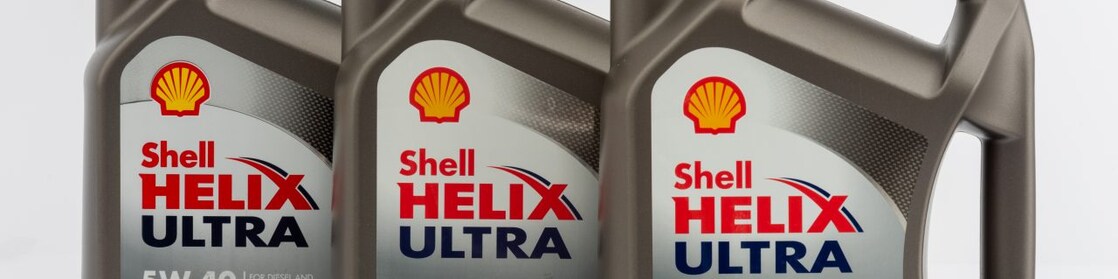 Shell
HELIX
ULTRA
5W-40 | FOR DIESEL AND
Shell
HELIX
ULTRA
Shell
HELIX
ULTRA